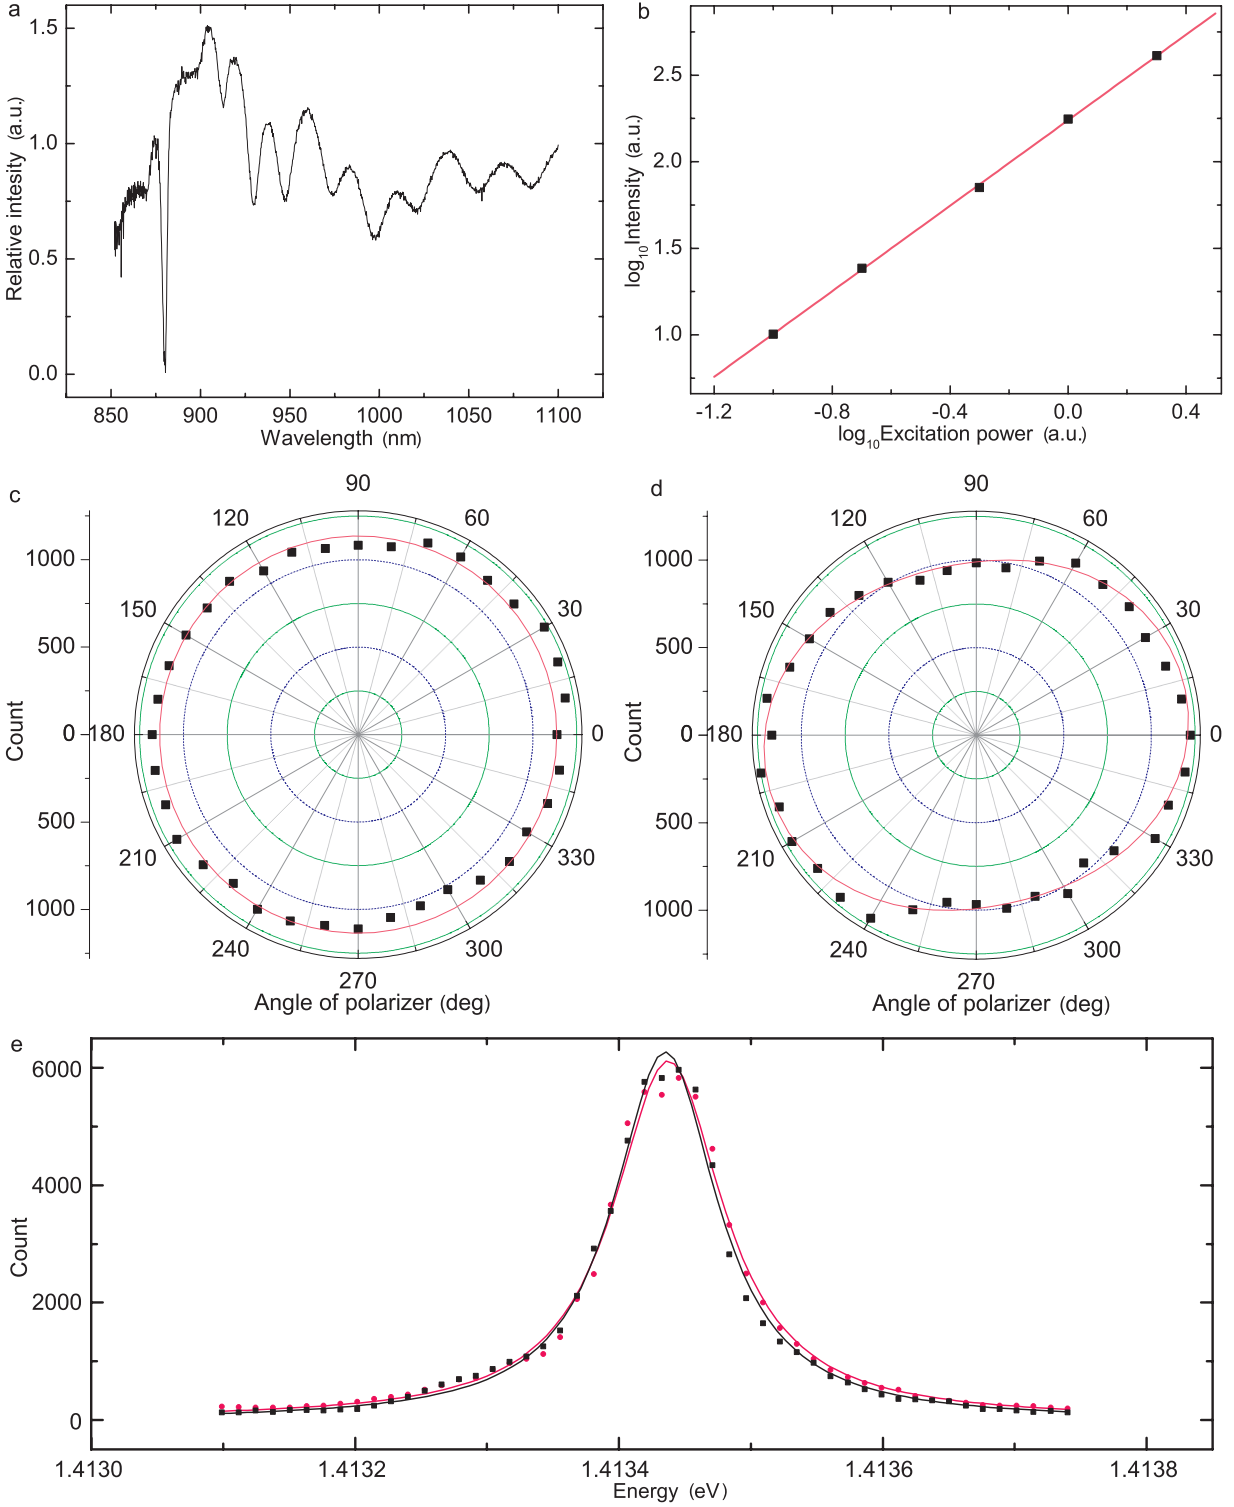 a
1.5
1.0
0.5
0.0
Relative intesity (a.u.)
850 900 950 1000 1050 1100
Wavelength (nm)
b
2.5
2.0
1.5
1.0
log10Intensity (a.u.)
-1.2 -0.8 -0.4 0.0 0.4
log10Excitation power (a.u.)
c
90
120 60
150 30
180 0
210 330
240 300
270
1000
500
0
500
1000
Count
Angle of polarizer (deg)
d
90
120 60
150 30
180 0
210 330
240 300
270
1000
500
0
500
1000
Count
Angle of polarizer (deg)
e
6000
4000
2000
0
Count
1.4130 1.4132 1.4134 1.4136 1.4138
Energy (eV)